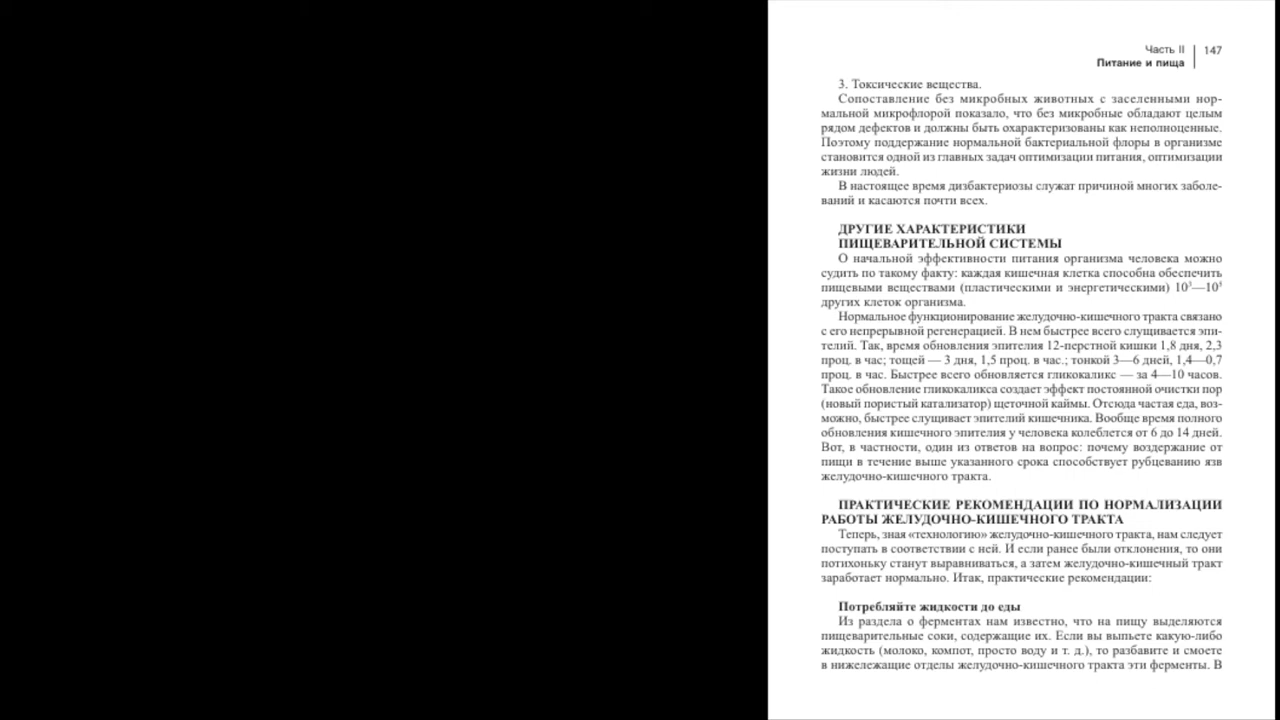 Часть II
147
Питание и пища
3. Токсические вещества.
Сопоставление без микробных животных с заселенными нор-
мальной микрофлорой показало, что без микробные обладают целым
рядом дефектов и должны быть охарактеризованы как неполноценные.
Поэтому поддержание нормальной бактериальной флоры в организме
становится одной из главных задач оптимизации питания, оптимизации
жизни людей.
В настоящее время дизбактериозы служат причиной многих заболе-
ваний и касаются почти всех.
ДРУГИЕ ХАРАКТЕРИСТИКИ
ПИЩЕВАРИТЕЛЬНОЙ СИСТЕМЫ
О начальной эффективности питания организма человека можно
судить по такому факту: каждая кишечная клетка способна обеспечить
пищевыми веществами (пластическими и энергетическими)
других клеток организма.
Нормальное функционирование желудочно-кишечного тракта связано
с его непрерывной регенерацией. В нем быстрее всего слущивается эпи-
телий. Так, время обновления эпителия 12-перстной кишки 1,8 дня, 2,3
проц. в час; тощей — 3 дня, 1,5 проц. в час.; тонкой 3—6 дней, 1,4—0,7
проц. в час. Быстрее всего обновляется гликокаликс — за 4—10 часов.
Такое обновление гликокаликса создает эффект постоянной очистки пор
(новый пористый катализатор) щеточной каймы. Отсюда частая еда, воз-
можно, быстрее слущивает эпителий кишечника. Вообще время полного
обновления кишечного эпителия у человека колеблется от 6 до 14 дней.
Вот, в частности, один из ответов на вопрос: почему воздержание от
пищи в течение выше указанного срока способствует рубцеванию язв
желудочно-кишечного тракта.
ПРАКТИЧЕСКИЕ РЕКОМЕНДАЦИИ ПО НОРМАЛИЗАЦИИ
РАБОТЫ ЖЕЛУДОЧНО-КИШЕЧНОГО ТРАКТА
Теперь, зная «технологию» желудочно-кишечного тракта, нам следует
поступать в соответствии с ней. И если ранее были отклонения, то они
потихоньку станут выравниваться, а затем желудочно-кишечный тракт
заработает нормально. Итак, практические рекомендации:
Потребляйте жидкости до еды
Из раздела о ферментах нам известно, что на пищу выделяются
пищеварительные соки, содержащие их. Если вы выпьете какую-либо
жидкость (молоко, компот, просто воду и т. д.), то разбавите и смоете
в нижележащие отделы желудочно-кишечного тракта эти ферменты. В